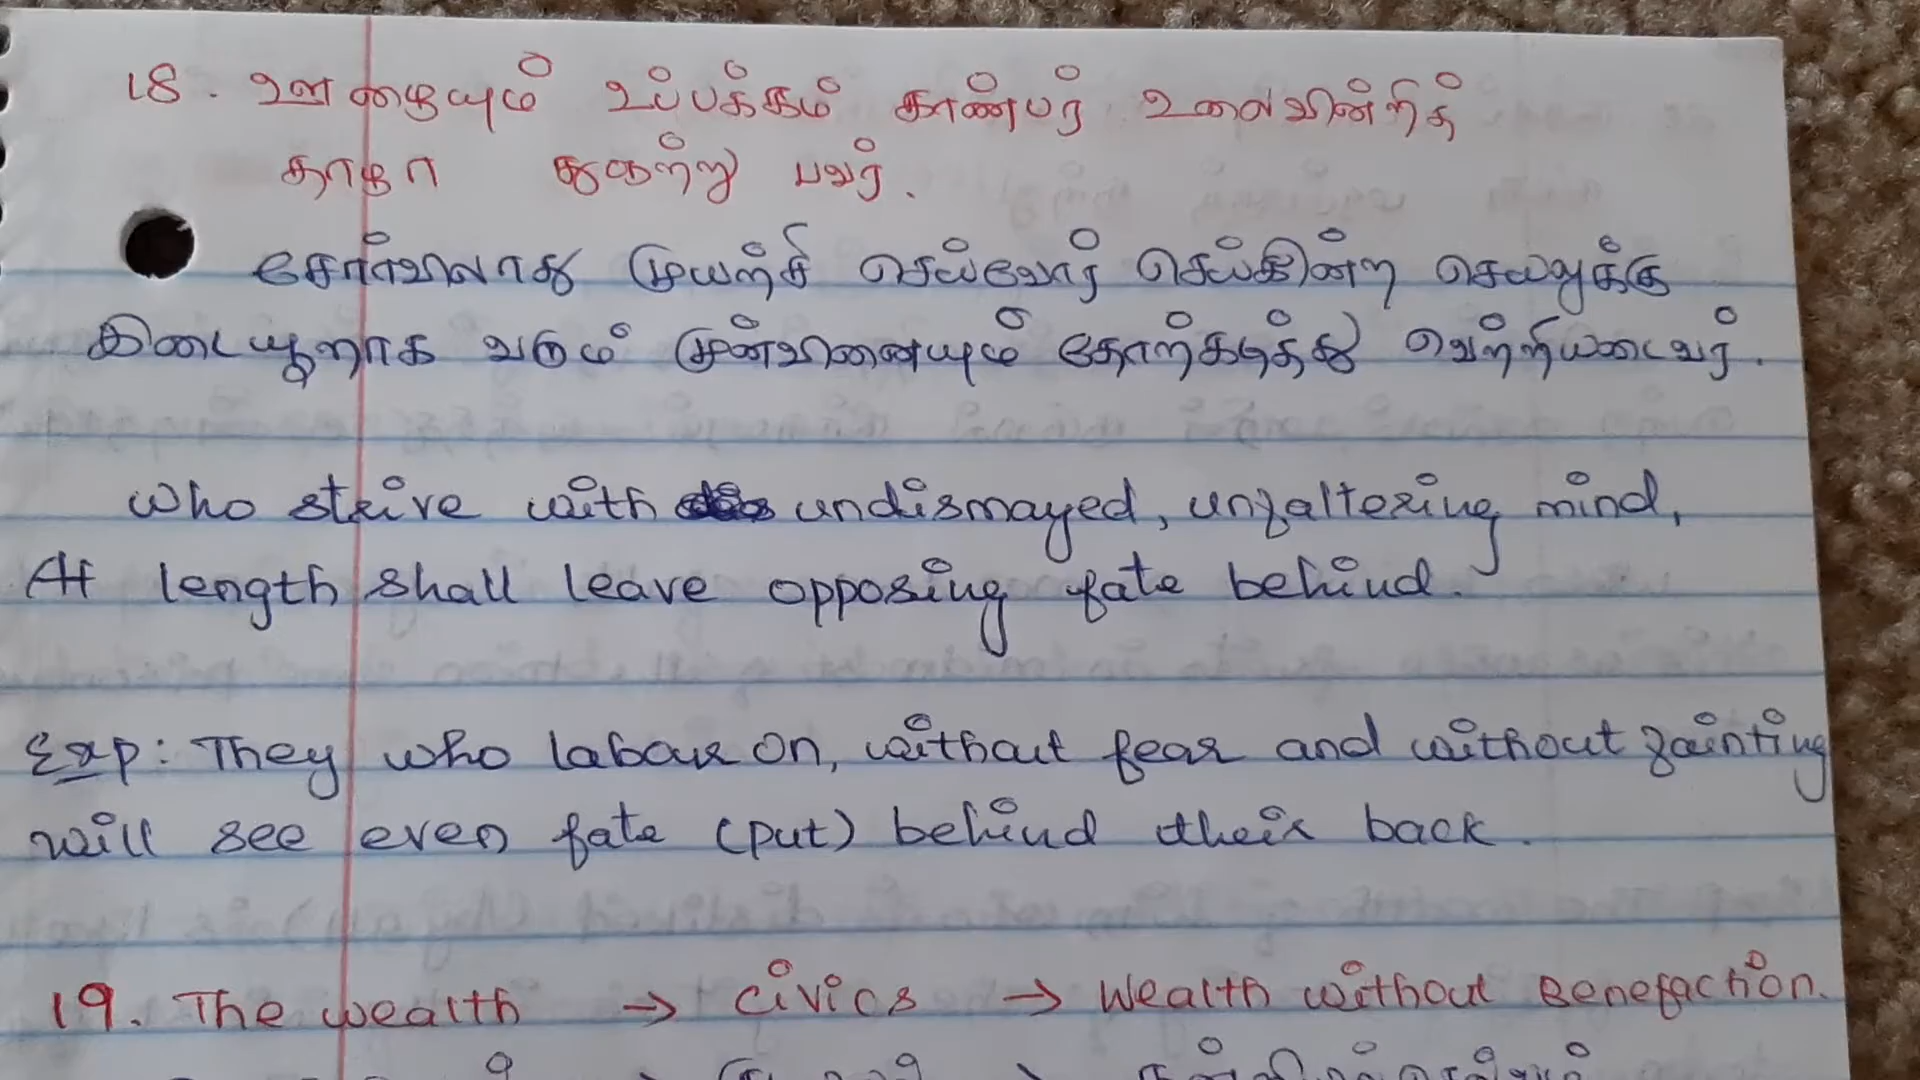 18. ஊழையும் உப்பக்கம் காண்பர் உலைவின்றித்
தாழா துஞற்று பவர்.
சோர்விலாது முயற்சி செய்வோர் செய்கின்ற செயலுக்கு
இடையூறாக வரும் முன்வினையும் தோற்கடித்து வெற்றியடைவர்.
Who strive with undismayed, unfaltering mind,
At length shall leave opposing fate behind.
Exp: They who labour on, without fear and without fainting
will see even fate (put) behind their back.
19. The wealth → civics → Wealth without Benefaction.